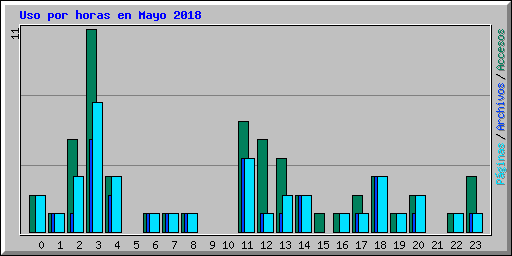 Uso por horas en Mayo 2018
11
Páginas / Archivos / Accesos
0 1 2 3 4 5 6 7 8 9 10 11 12 13 14 15 16 17 18 19 20 21 22 23